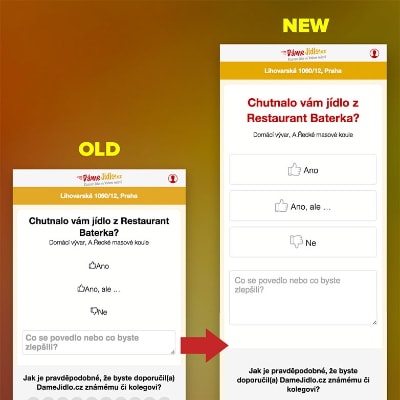 NEW
DameJidlo.cz
Lihovarská 1060/12, Praha
Chutnalo vám jídlo z
Restaurant Baterka?
Domácí vývar, A Řecké masové koule
Ano
Ano, ale ...
Ne
Co se povedlo nebo co byste
zlepšili?
Jak je pravděpodobné, že byste
doporučil(a) DameJidlo.cz známému či
kolegovi?
OLD
DameJidlo.cz
Lihovarská 1060/12, Praha
Chutnalo vám jídlo z Restaurant
Baterka?
Domácí vývar, A Řecké masové koule
Ano
Ano, ale ...
Ne
Co se povedlo nebo co byste
zlepšili?
Jak je pravděpodobné, že byste doporučil(a)
DameJidlo.cz známému či kolegovi?